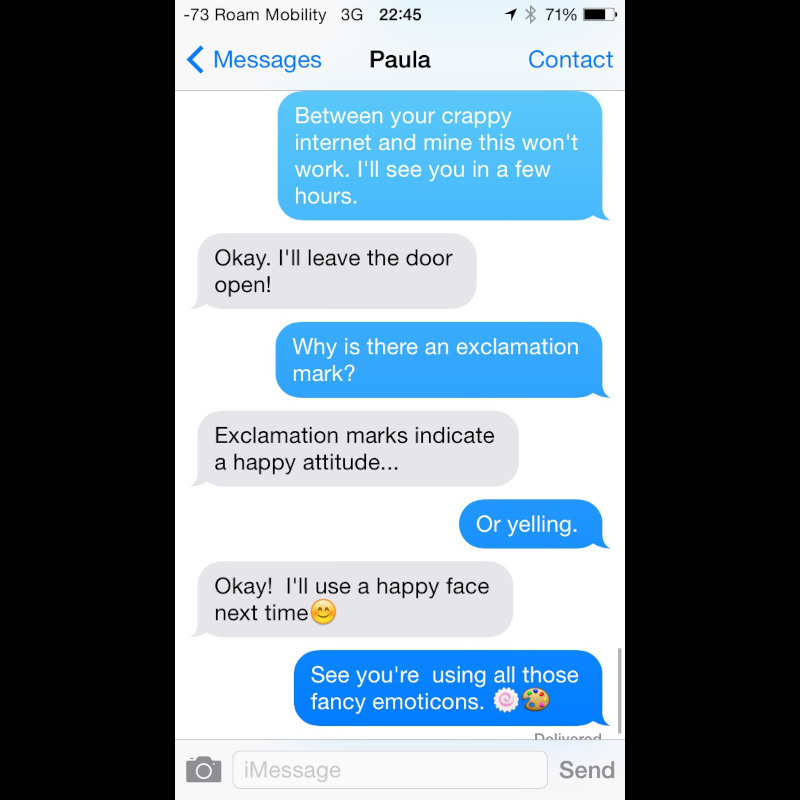 -73 Roam Mobility 3G 22:45 71%
Messages Paula Contact
Between your crappy
internet and mine this won't
work. I'll see you in a few
hours.
Okay. I'll leave the door
open!
Why is there an exclamation
mark?
Exclamation marks indicate
a happy attitude...
Or yelling.
Okay!  I'll use a happy face
next time😊
See you're  using all those
fancy emoticons. 🍥🎨
Delivered
iMessage Send